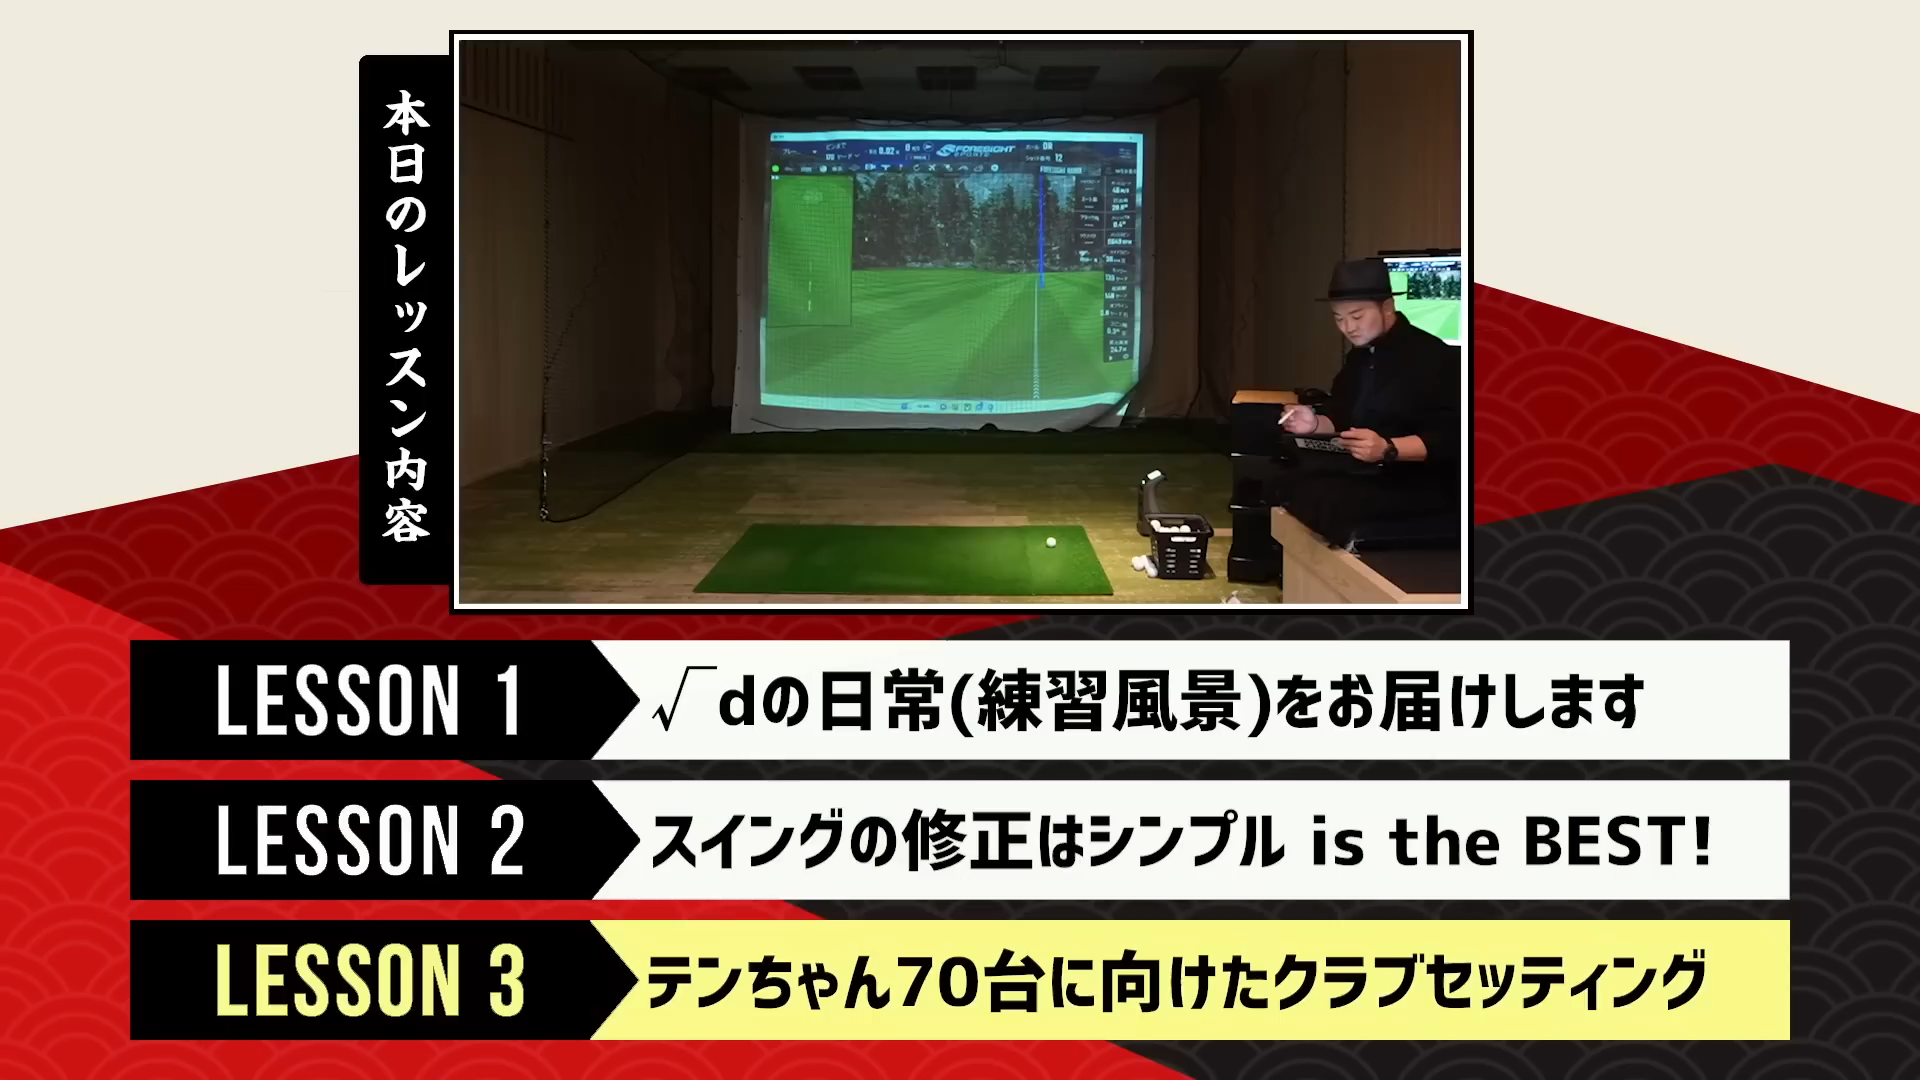 本日のレッスン内容
FORESIGHT
SPORTS
LESSON 1
√dの日常(練習風景)をお届けします
LESSON 2
スイングの修正はシンプル is the BEST!
LESSON 3
テンちゃん70台に向けたクラブセッティング